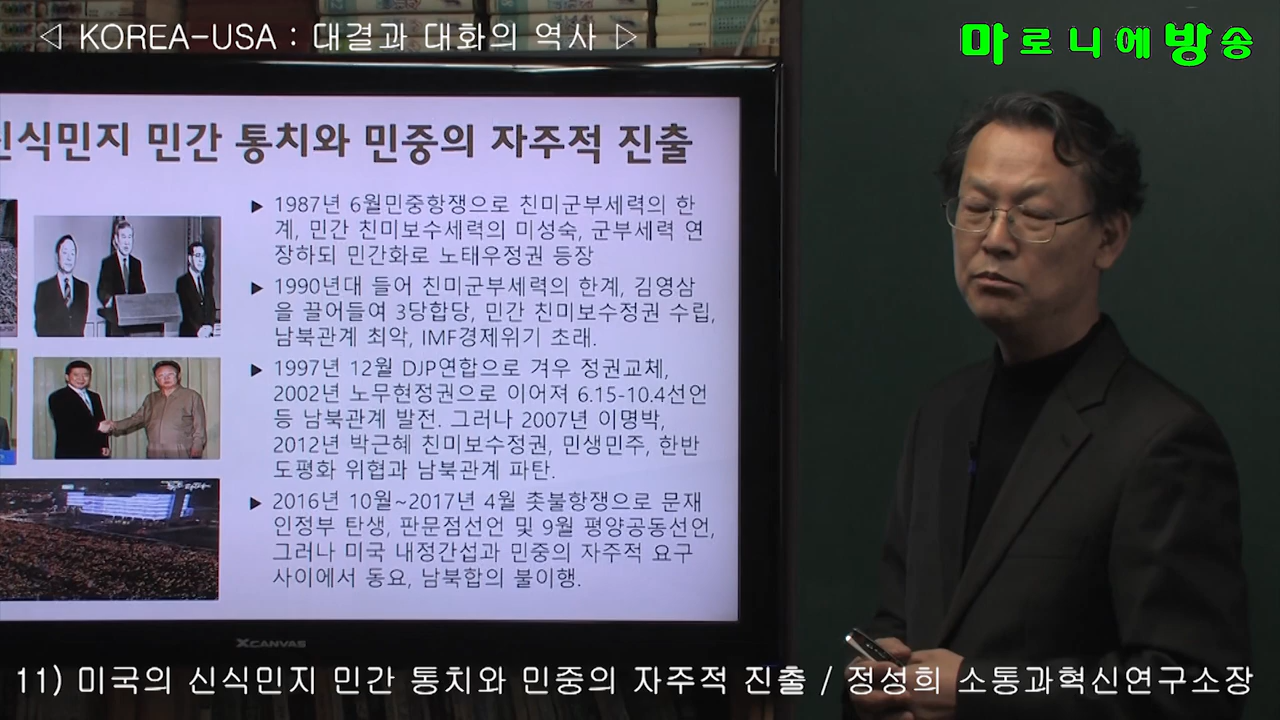 ◁ KOREA-USA : 대결과 대화의 역사 ▷
마로니에방송
신식민지 민간 통치와 민중의 자주적 진출
▶ 1987년 6월민중항쟁으로 친미군부세력의 한
계, 민간 친미보수세력의 미성숙, 군부세력 연
장하되 민간화로 노태우정권 등장
▶ 1990년대 들어 친미군부세력의 한계, 김영삼
을 끌어들여 3당합당, 민간 친미보수정권 수립,
남북관계 최악, IMF경제위기 초래.
▶ 1997년 12월 DJP연합으로 겨우 정권교체,
2002년 노무현정권으로 이어져 6.15-10.4선언
등 남북관계 발전. 그러나 2007년 이명박,
2012년 박근혜 친미보수정권, 민생민주, 한반
도평화 위협과 남북관계 파탄.
▶ 2016년 10월~2017년 4월 촛불항쟁으로 문재
인정부 탄생, 판문점선언 및 9월 평양공동선언,
그러나 미국 내정간섭과 민중의 자주적 요구
사이에서 동요, 남북합의 불이행.
XCANVAS
11) 미국의 신식민지 민간 통치와 민중의 자주적 진출 / 정성희 소통과혁신연구소장